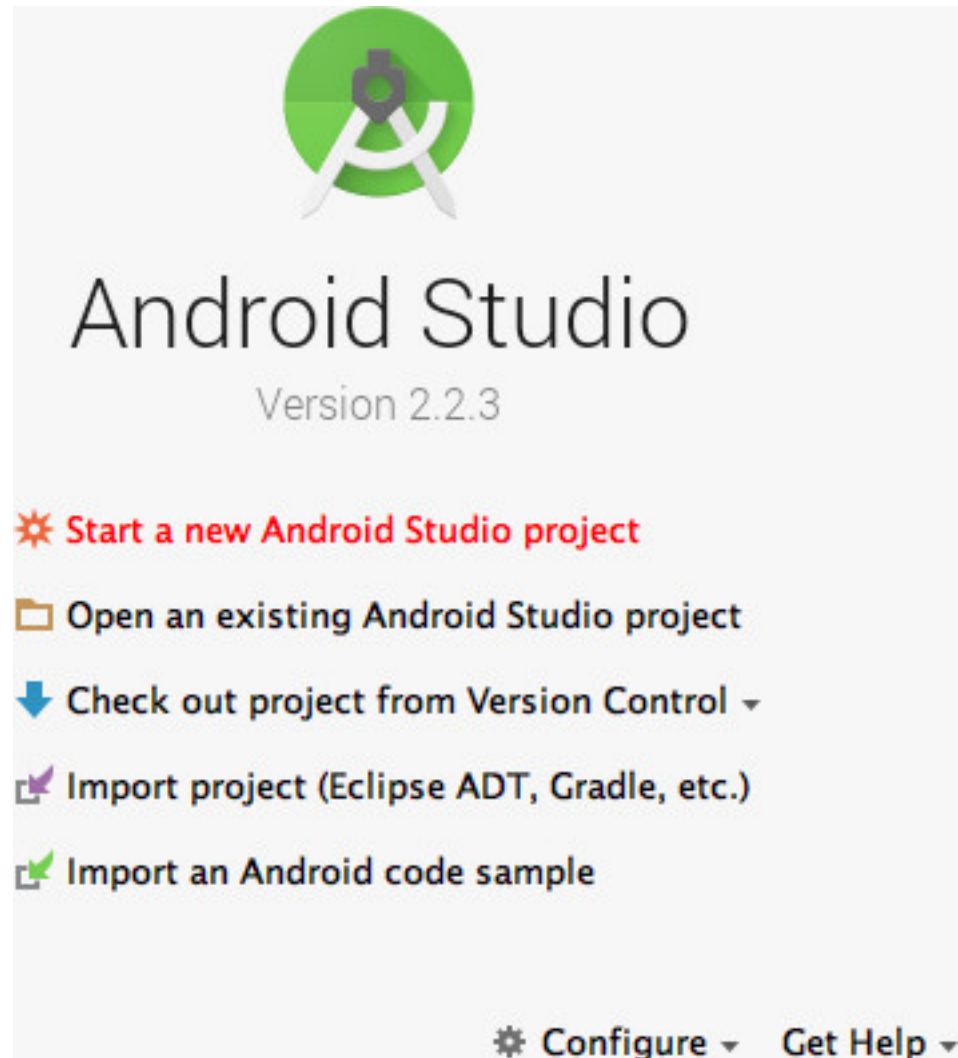 Android Studio
Version 2.2.3
Start a new Android Studio project
Open an existing Android Studio project
Check out project from Version Control
Import project (Eclipse ADT, Gradle, etc.)
Import an Android code sample
Configure Get Help